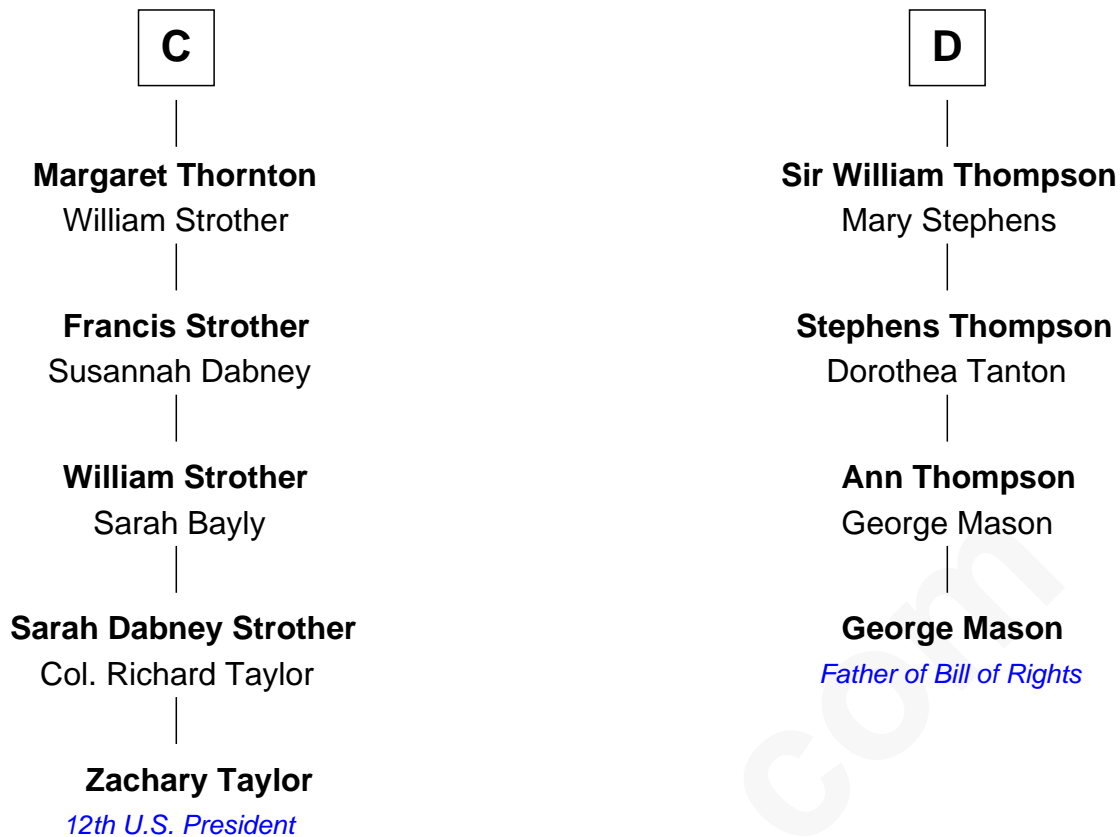 C
Margaret Thornton
William Strother
Francis Strother
Susannah Dabney
William Strother
Sarah Bayly
Sarah Dabney Strother
Col. Richard Taylor
Zachary Taylor
12th U.S. President
D
Sir William Thompson
Mary Stephens
Stephens Thompson
Dorothea Tanton
Ann Thompson
George Mason
George Mason
Father of Bill of Rights
com